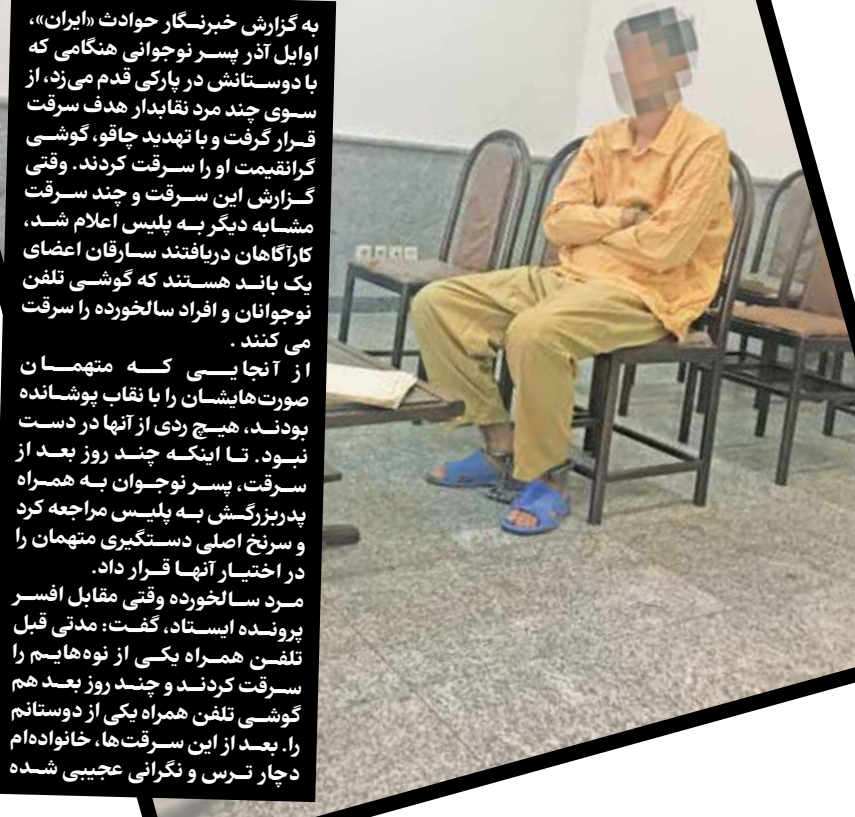 به گزارش خبرنگار حوادث «ایران»،
اوایل آذر پسر نوجوانی هنگامی که
با دوستانش در پارکی قدم می‌زد، از
سوی چند مرد نقابدار هدف سرقت
قرار گرفت و با تهدید چاقو، گوشی
گرانقیمت او را سرقت کردند. وقتی
گزارش این سرقت و چند سرقت
مشابه دیگر به پلیس اعلام شد،
کارآگاهان دریافتند سارقان اعضای
یک باند هستند که گوشی تلفن
نوجوانان و افراد سالخورده را سرقت
می کنند .
از آنجایی که متهمان
صورت‌هایشان را با نقاب پوشانده
بودند، هیچ ردی از آنها در دست
نبود. تا اینکه چند روز بعد از
سرقت، پسر نوجوان به همراه
پدربزرگش به پلیس مراجعه کرد
و سرنخ اصلی دستگیری متهمان را
در اختیار آنها قرار داد.
مرد سالخورده وقتی مقابل افسر
پرونده ایستاد، گفت: مدتی قبل
تلفن همراه یکی از نوه‌هایم را
سرقت کردند و چند روز بعد هم
گوشی تلفن همراه یکی از دوستانم
را. بعد از این سرقت‌ها، خانواده‌ام
دچار ترس و نگرانی عجیبی شده